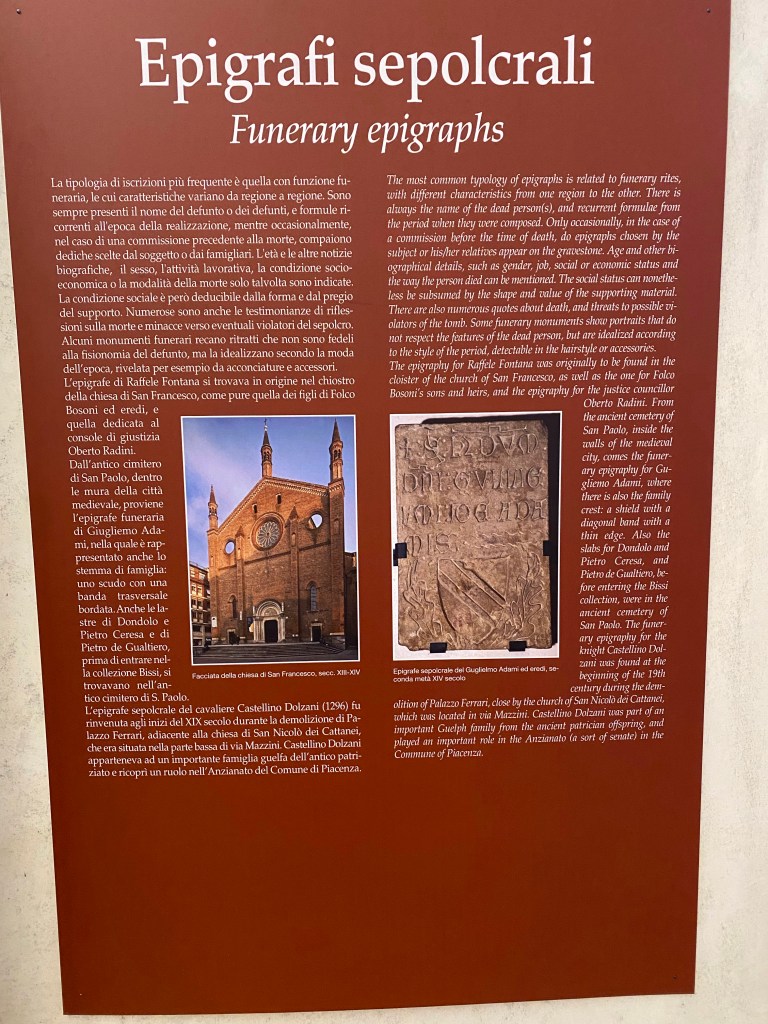 Epigrafi sepolcrali
Funerary epigraphs
La tipologia di iscrizioni più frequente è quella con funzione fu-
neraria, le cui caratteristiche variano da regione a regione. Sono
sempre presenti il nome del defunto o dei defunti, e formule ri-
correnti all'epoca della realizzazione, mentre occasionalmente,
nel caso di una commissione precedente alla morte, compaiono
dediche scelte dal soggetto o dai famigliari. L'età e le altre notizie
biografiche, il sesso, l'attività lavorativa, la condizione socio-
economica o la modalità della morte solo talvolta sono indicate.
La condizione sociale è però deducibile dalla forma e dal pregio
del supporto. Numerose sono anche le testimonianze di rifles-
sioni sulla morte e minacce verso eventuali violatori del sepolcro.
Alcuni monumenti funerari recano ritratti che non sono fedeli
alla fisionomia del defunto, ma la idealizzano secondo la moda
dell'epoca, rivelata per esempio da acconciature e accessori.
L'epigrafe di Raffele Fontana si trovava in origine nel chiostro
della chiesa di San Francesco, come pure quella dei figli di Folco
Bosoni ed eredi, e
quella dedicata al
console di giustizia
Oberto Radini.
Dall'antico cimitero
di San Paolo, dentro
le mura della città
medievale, proviene
l'epigrafe funeraria
di Giugliemo Ada-
mi, nella quale è rap-
presentato anche lo
stemma di famiglia:
uno scudo con una
banda trasversale
bordata. Anche le la-
stre di Dondolo e
Pietro Ceresa e di
Pietro de Gualtiero,
prima di entrare nel-
la collezione Bissi, si
trovavano nell'an-
tico cimitero di S. Paolo.
L'epigrafe sepolcrale del cavaliere Castellino Dolzani (1296) fu
rinvenuta agli inizi del XIX secolo durante la demolizione di Pa-
lazzo Ferrari, adiacente alla chiesa di San Nicolò dei Cattanei,
che era situata nella parte bassa di via Mazzini. Castellino Dolzani
apparteneva ad un importante famiglia guelfa dell'antico patri-
ziato e ricoprì un ruolo nell'Anzianato del Comune di Piacenza.
Facciata della chiesa di San Francesco, secc. XIII-XIV
The most common typology of epigraphs is related to funerary rites,
with different characteristics from one region to the other. There is
always the name of the dead person(s), and recurrent formulae from
the period when they were composed. Only occasionally, in the case of
a commission before the time of death, do epigraphs chosen by the
subject or his/her relatives appear on the gravestone. Age and other bi-
ographical details, such as gender, job, social or economic status and
the way the person died can be mentioned. The social status can nonethe-
less be subsumed by the shape and value of the supporting material.
There are also numerous quotes about death, and threats to possible vi-
olators of the tomb. Some funerary monuments show portraits that do
not respect the features of the dead person, but are idealized according
to the style of the period, detectable in the hairstyle or accessories.
The epigraphy for Raffele Fontana was originally to be found in the
cloister of the church of San Francesco, as well as the one for Folco
Bosoni's sons and heirs, and the epigraphy for the justice councillor
Oberto Radini. From
the ancient cemetery of
San Paolo, inside the
walls of the medieval
city, comes the funer-
ary epigraphy for Gu-
gliemo Adami, where
there is also the family
crest: a shield with a
diagonal band with a
thin edge. Also the
slabs for Dondolo and
Pietro Ceresa, and
Pietro de Gualtiero, be-
fore entering the Bissi
collection, were in the
ancient cemetery of
San Paolo. The funer-
ary epigraphy for the
knight Castellino Dol-
zani was found at the
beginning of the 19th
century during the dem-
olition of Palazzo Ferrari, close by the church of San Nicolò dei Cattanei,
which was located in via Mazzini. Castellino Dolzani was part of an
important Guelph family from the ancient patrician offspring, and
played an important role in the Anzianato (a sort of senate) in the
Commune of Piacenza.
Epigrafe sepolcrale del Guglielmo Adami ed eredi, se-
conda metà XIV secolo